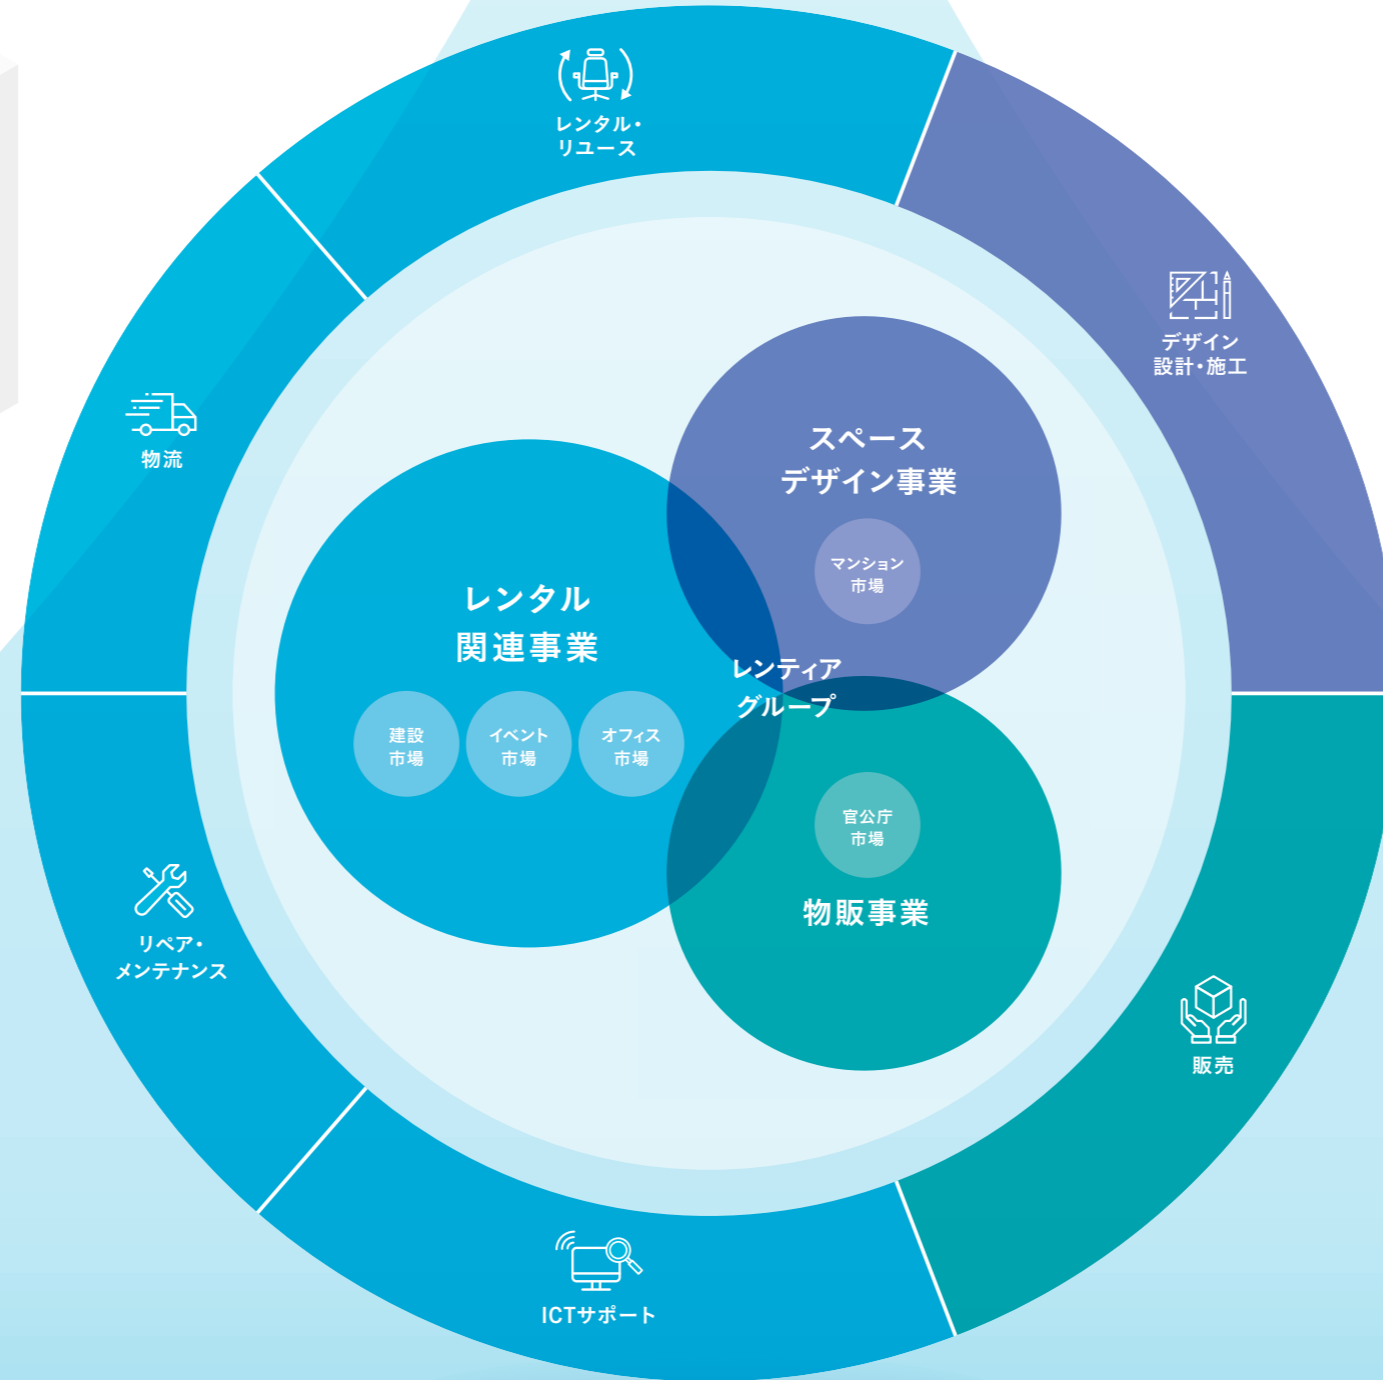 レンタル・
リユース
デザイン
設計・施工
物流
スペース
デザイン事業
マンション
市場
レンタル
関連事業
レンティア
グループ
建設
市場
イベント
市場
オフィス
市場
官公庁
市場
物販事業
リペア・
メンテナンス
販売
ICTサポート